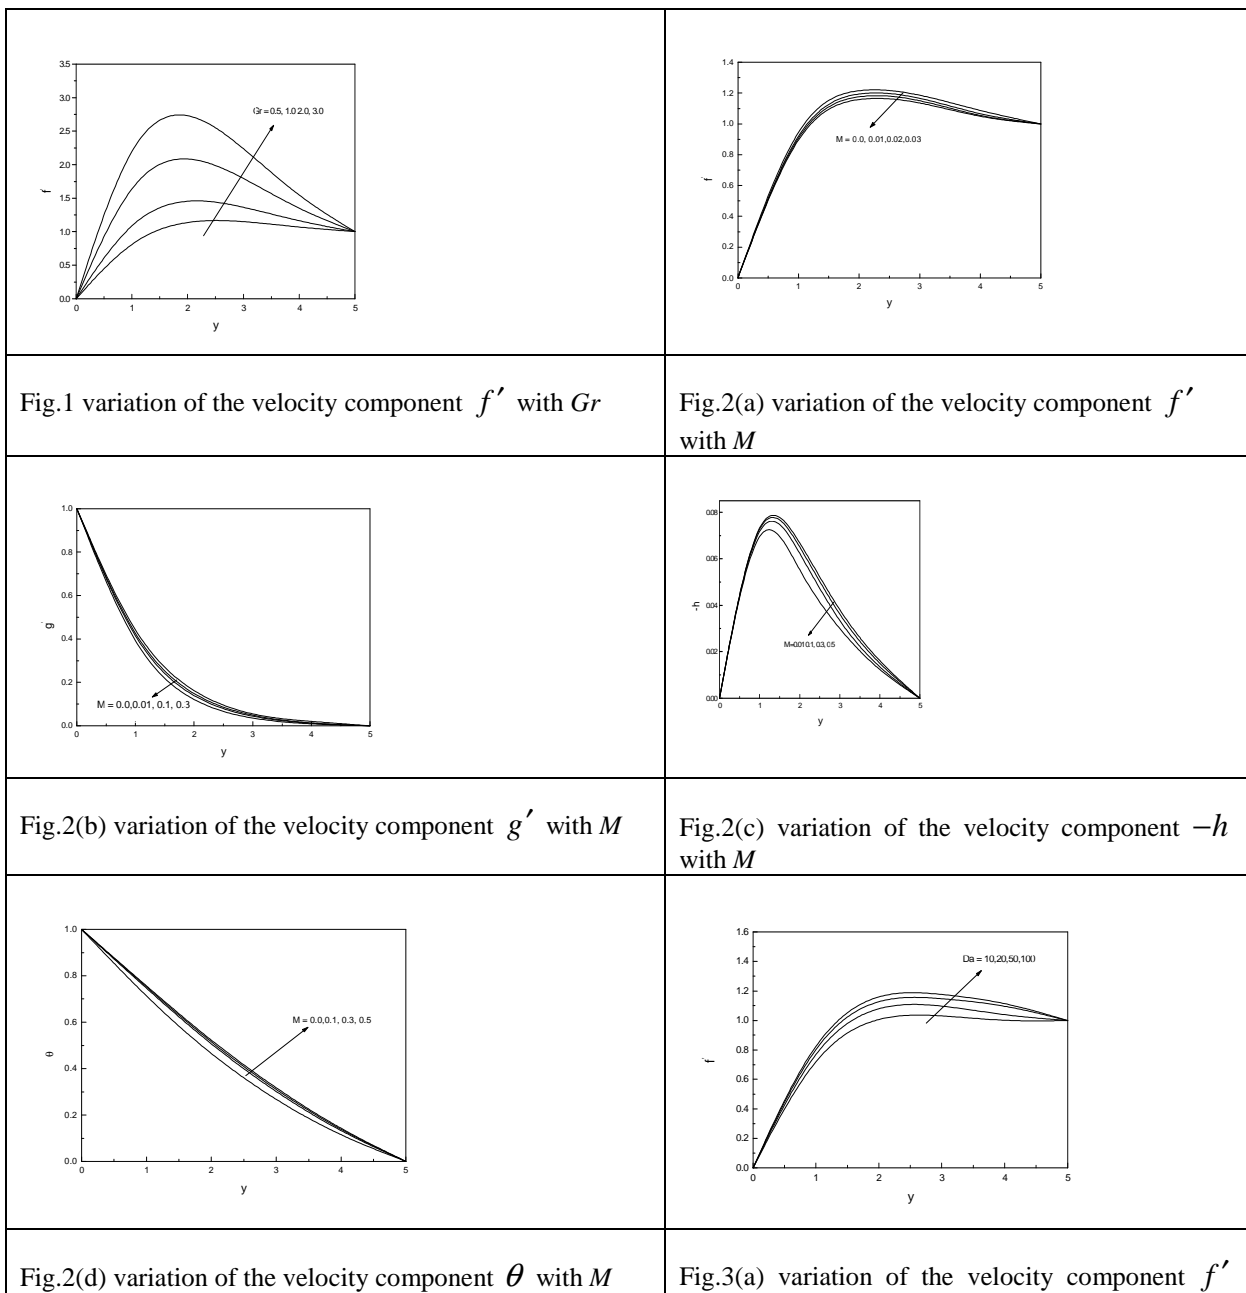 3.5
3.0
2.5
2.0
1.5
1.0
0.5
0.0
f'
Gr = 0.5, 1.0 2.0, 3.0
0 1 2 3 4 5
y
1.4
1.2
1.0
0.8
0.6
0.4
0.2
0.0
f'
M = 0.0, 0.01,0.02,0.03
0 1 2 3 4 5
y
Fig.1 variation of the velocity component f′ with Gr
Fig.2(a) variation of the velocity component f′
with M
1.0
0.8
0.6
0.4
0.2
0.0
g'
M = 0.0,0.01, 0.1, 0.3
0 1 2 3 4 5
y
0.08
0.06
0.04
0.02
0.00
-h
M=0.01 0.1, 0.3, 0.5
0 1 2 3 4 5
y
Fig.2(b) variation of the velocity component g′ with M
Fig.2(c) variation of the velocity component −h
with M
1.0
0.8
0.6
0.4
0.2
0.0
θ
M = 0.0,0.1, 0.3, 0.5
0 1 2 3 4 5
y
1.6
1.4
1.2
1.0
0.8
0.6
0.4
0.2
0.0
f'
Da = 10,20,50,100
0 1 2 3 4 5
y
Fig.2(d) variation of the velocity component θ with M
Fig.3(a) variation of the velocity component f′